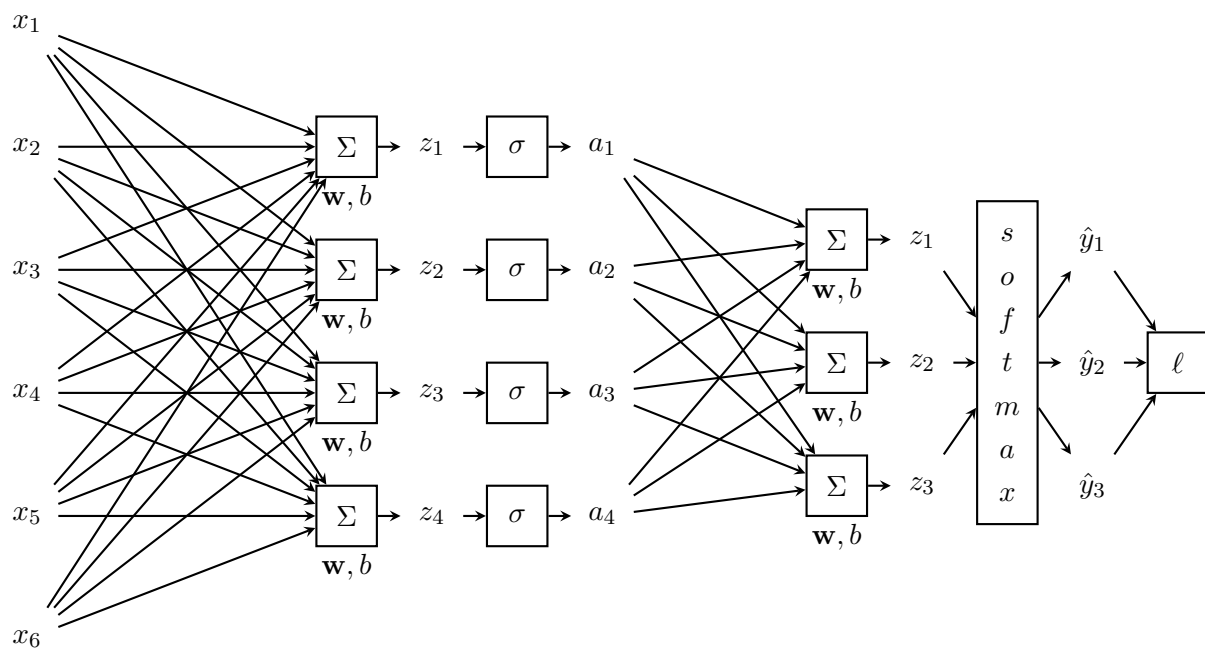 x₁
x₂
x₃
x₄
x₅
x₆
Σ
w, b
Σ
w, b
Σ
w, b
Σ
w, b
z₁
z₂
z₃
z₄
σ
σ
σ
σ
a₁
a₂
a₃
a₄
Σ
w, b
Σ
w, b
Σ
w, b
z₁
z₂
z₃
s
o
f
t
m
a
x
ŷ₁
ŷ₂
ŷ₃
ℓ